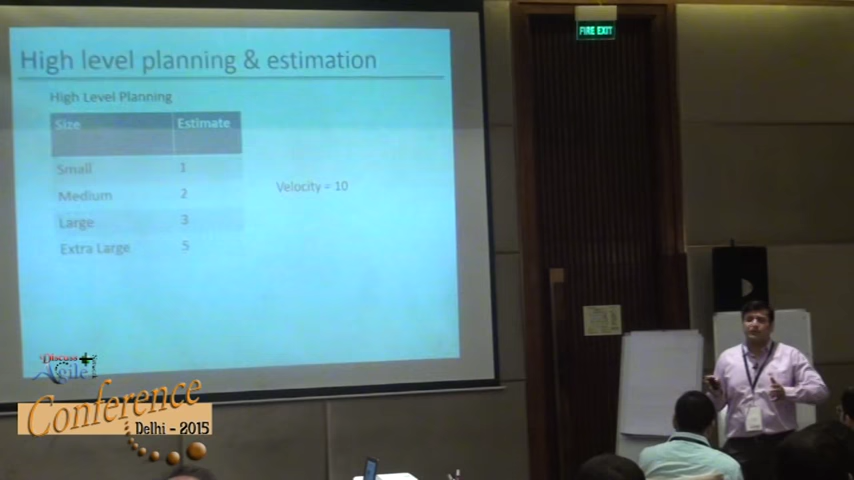 High level planning & estimation
High Level Planning
Size Estimate
Small 1
Medium 2
Large 3
Extra Large 5
Velocity = 10
FIRE EXIT
Discuss
Agile
Conference
Delhi - 2015